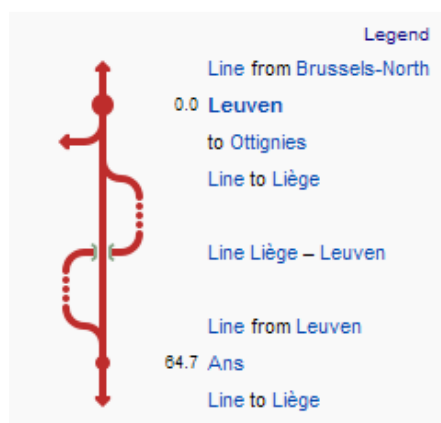 Legend
Line from Brussels-North
0.0 Leuven
to Ottignies
Line to Liège
Line Liège – Leuven
Line from Leuven
64.7 Ans
Line to Liège